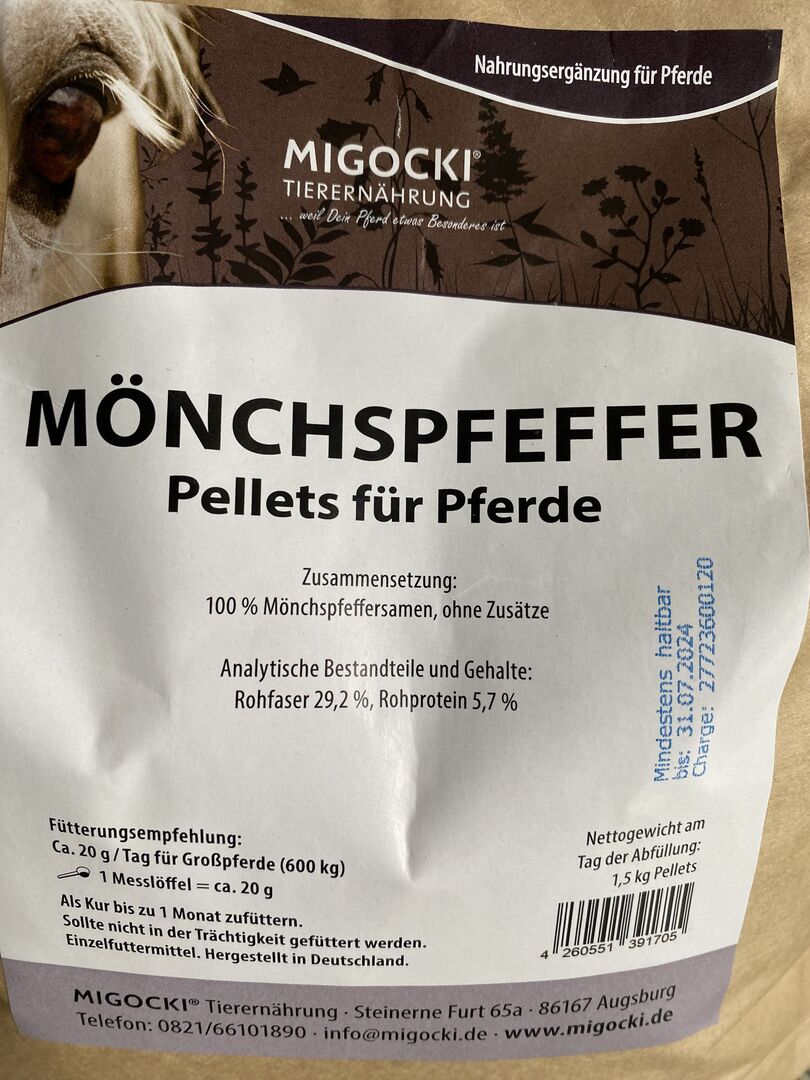 Nahrungsergänzung für Pferde
MIGOCKI®
TIERERNÄHRUNG
... weil Dein Pferd etwas Besonderes ist
MÖNCHSPFEFFER
Pellets für Pferde
Zusammensetzung:
100 % Mönchspfeffersamen, ohne Zusätze
Analytische Bestandteile und Gehalte:
Rohfaser 29,2 %, Rohprotein 5,7 %
Mindestens haltbar
bis: 31.07.2024
Charge: 27723600120
Fütterungsempfehlung:
Ca. 20 g / Tag für Großpferde (600 kg)
1 Messlöffel = ca. 20 g
Als Kur bis zu 1 Monat zufüttern.
Sollte nicht in der Trächtigkeit gefüttert werden.
Einzelfuttermittel. Hergestellt in Deutschland.
Nettogewicht am
Tag der Abfüllung:
1,5 kg Pellets
4 260551 391705
MIGOCKI® Tierernährung · Steinerne Furt 65a · 86167 Augsburg
Telefon: 0821/66101890 · info@migocki.de · www.migocki.de